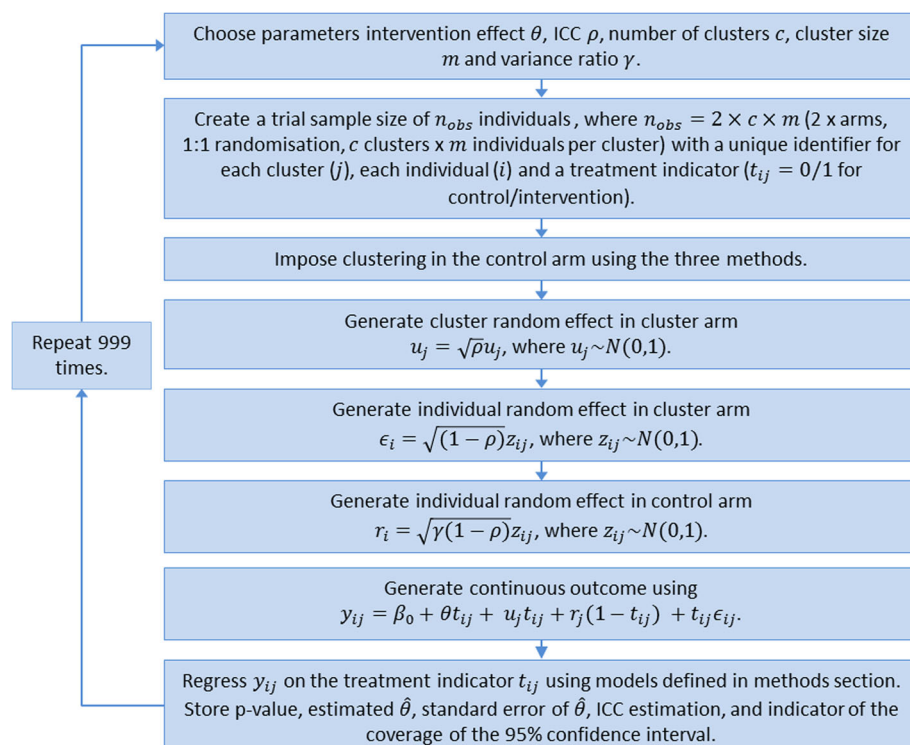 Choose parameters intervention effect θ, ICC ρ, number of clusters c, cluster size
m and variance ratio γ.
Create a trial sample size of n_obs individuals , where n_obs = 2 × c × m (2 x arms,
1:1 randomisation, c clusters x m individuals per cluster) with a unique identifier for
each cluster (j), each individual (i) and a treatment indicator (t_ij = 0/1 for
control/intervention).
Impose clustering in the control arm using the three methods.
Generate cluster random effect in cluster arm
u_j = √ρu_j, where u_j~N(0,1).
Repeat 999
times.
Generate individual random effect in cluster arm
ϵ_i = √(1 − ρ)z_ij, where z_ij~N(0,1).
Generate individual random effect in control arm
r_i = √γ(1 − ρ)z_ij, where z_ij~N(0,1).
Generate continuous outcome using
y_ij = β_0 + θt_ij + u_jt_ij + r_j(1 − t_ij) + t_ijϵ_ij.
Regress y_ij on the treatment indicator t_ij using models defined in methods section.
Store p-value, estimated θ̂, standard error of θ̂, ICC estimation, and indicator of the
coverage of the 95% confidence interval.